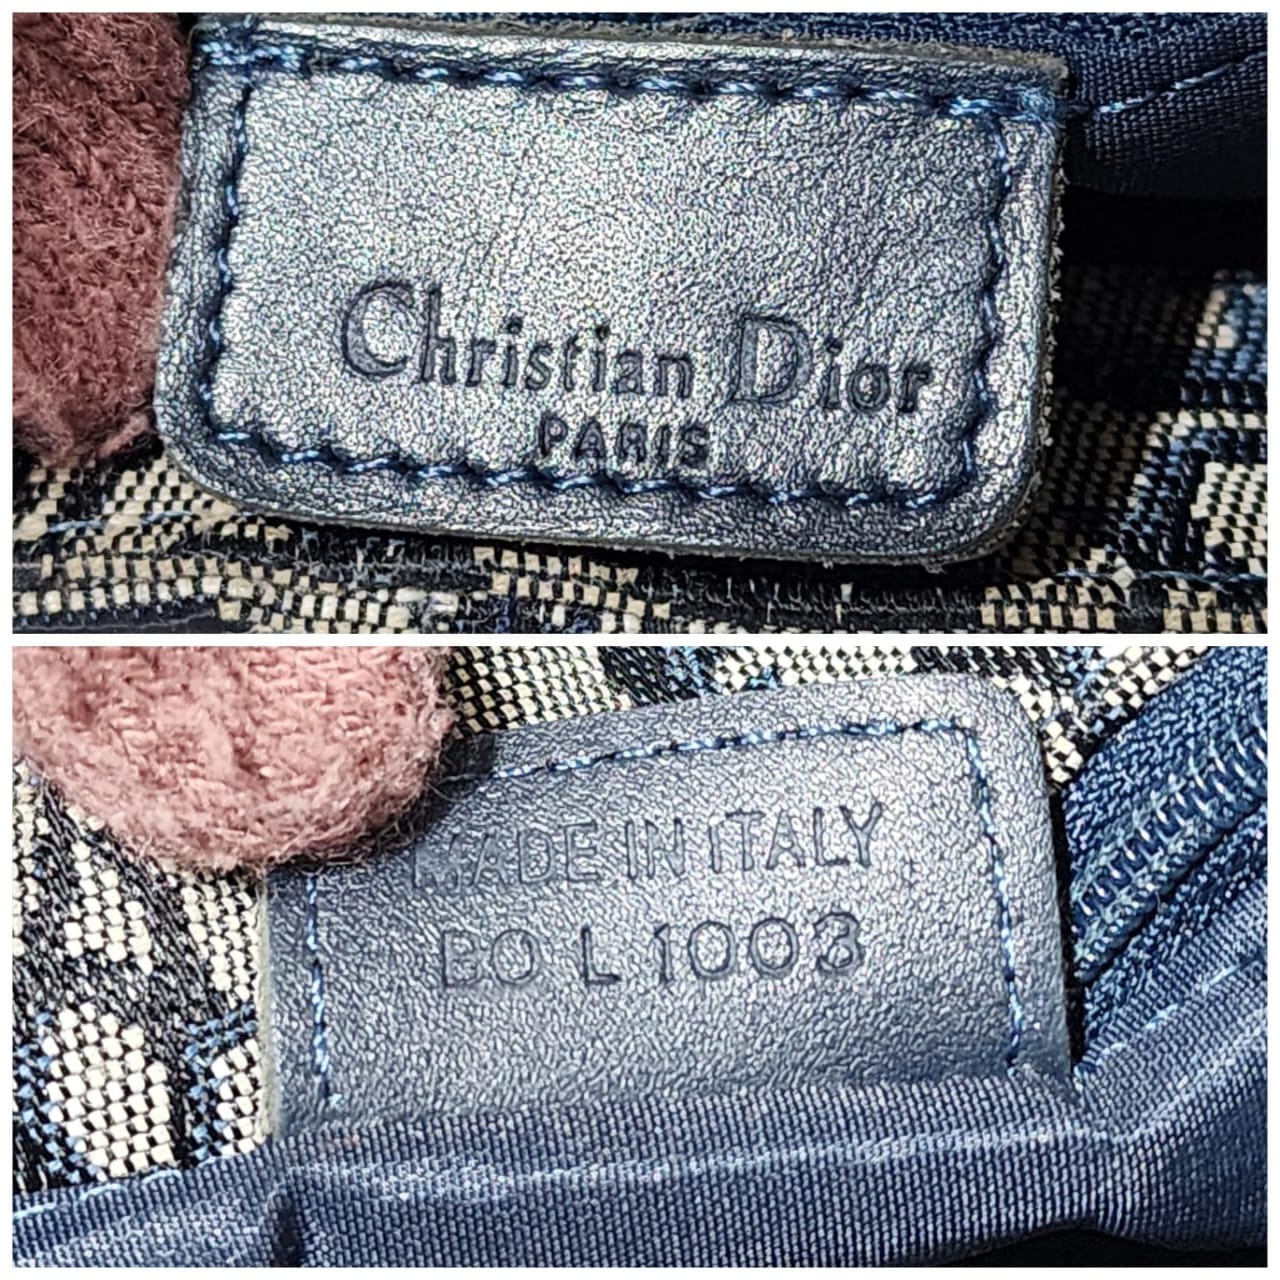 Christian Dior
PARIS
MADE IN ITALY
BO L 1003